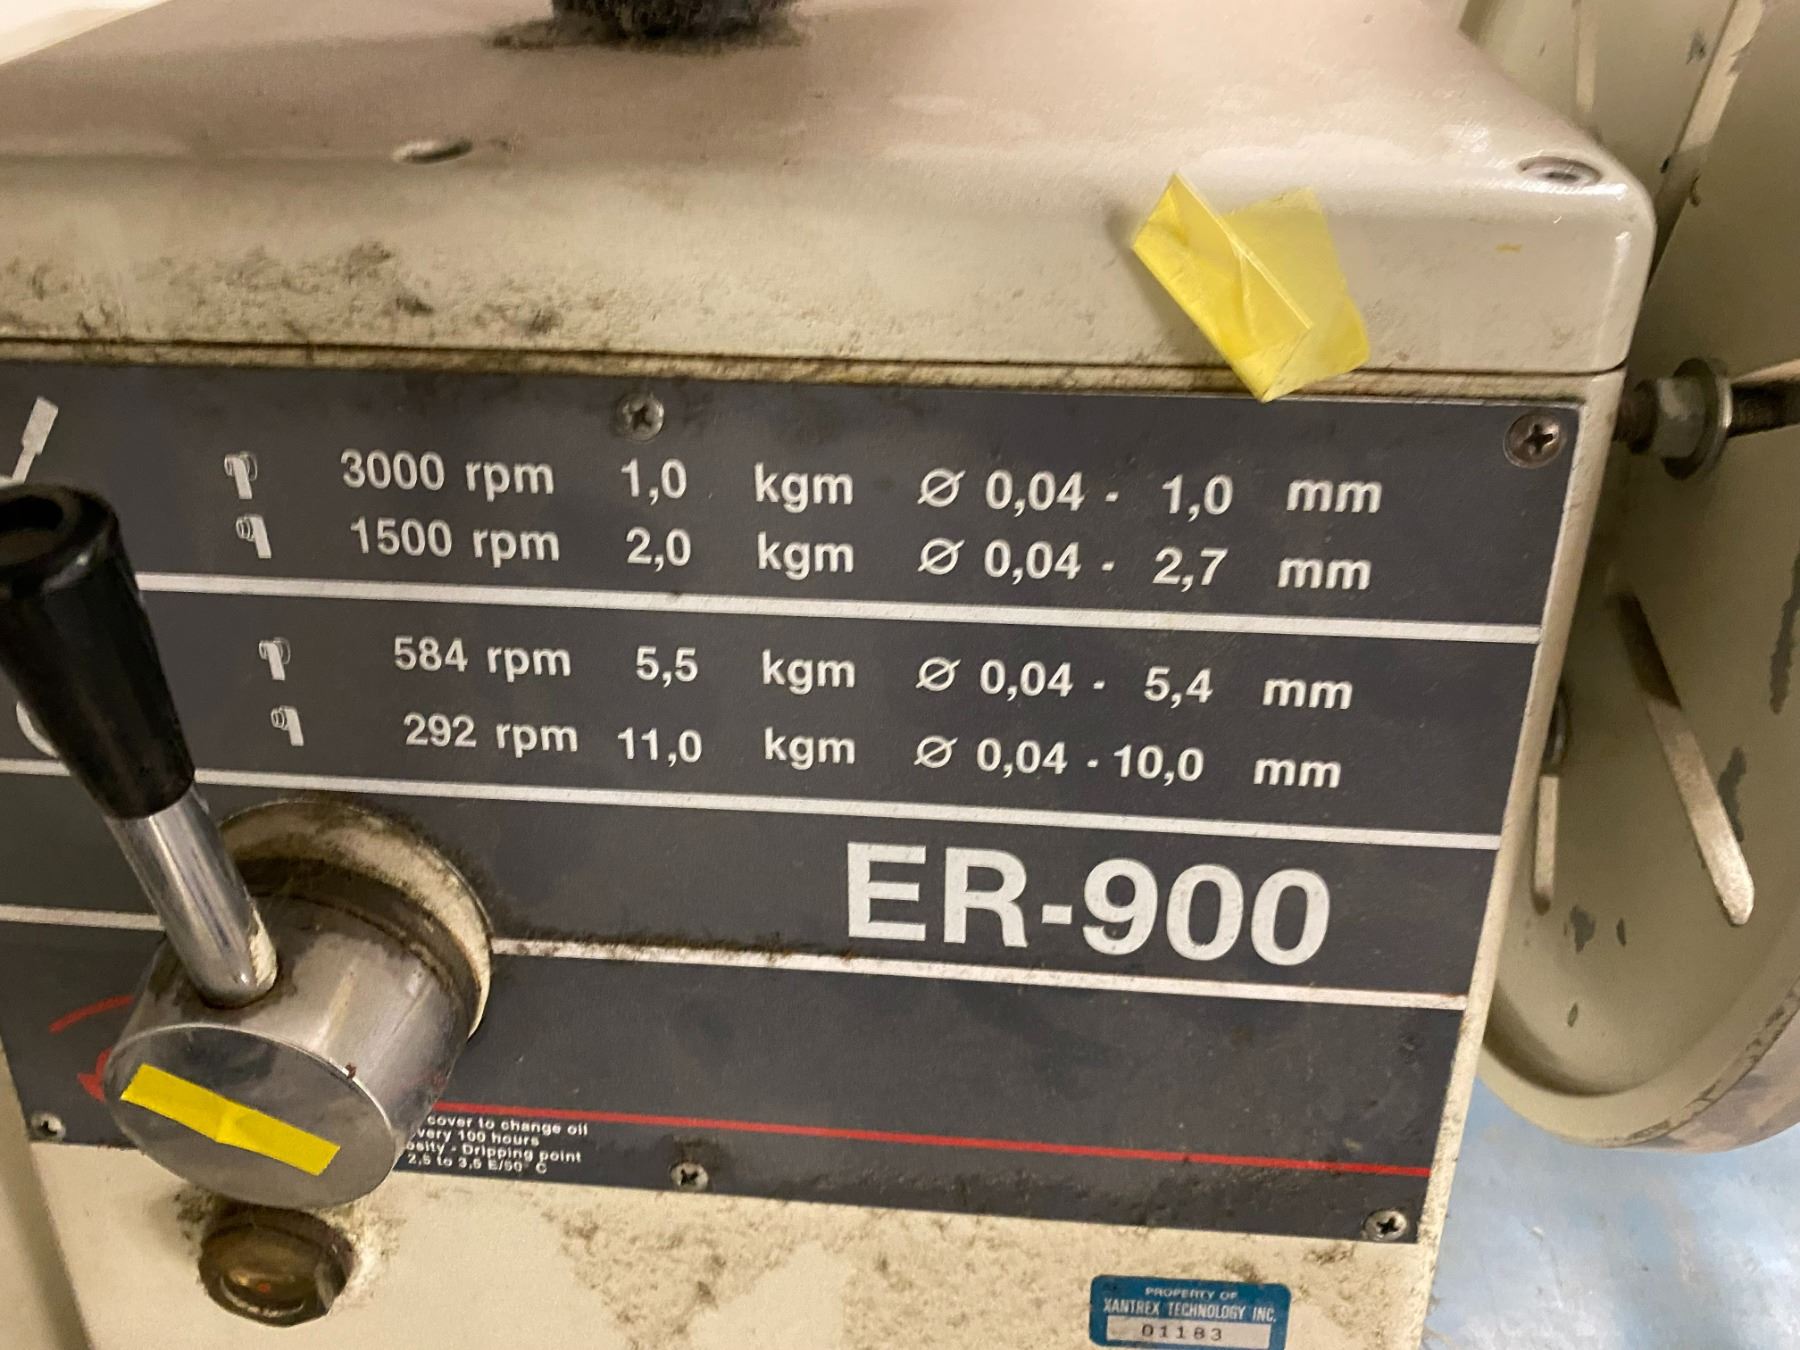 3000 rpm 1,0 kgm Ø 0,04 - 1,0 mm
1500 rpm 2,0 kgm Ø 0,04 - 2,7 mm
584 rpm 5,5 kgm Ø 0,04 - 5,4 mm
292 rpm 11,0 kgm Ø 0,04 - 10,0 mm
ER-900
cover to change oil
very 100 hours
osity - Dripping point
2,5 to 3,5 E/50° C
PROPERTY OF
XANTREX TECHNOLOGY INC.
01183